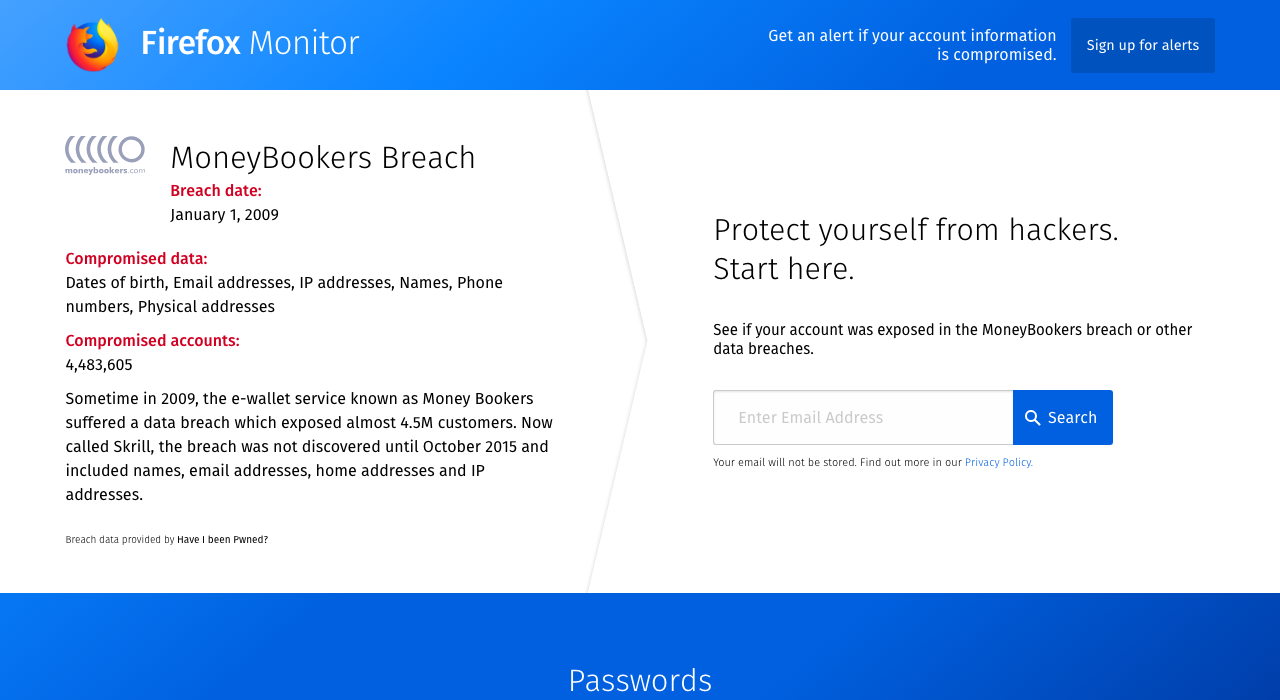 Firefox Monitor
Get an alert if your account information
is compromised.
Sign up for alerts
moneybookers.com
MoneyBookers Breach
Breach date:
January 1, 2009
Compromised data:
Dates of birth, Email addresses, IP addresses, Names, Phone
numbers, Physical addresses
Compromised accounts:
4,483,605
Sometime in 2009, the e-wallet service known as Money Bookers
suffered a data breach which exposed almost 4.5M customers. Now
called Skrill, the breach was not discovered until October 2015 and
included names, email addresses, home addresses and IP
addresses.
Breach data provided by Have I been Pwned?
Protect yourself from hackers.
Start here.
See if your account was exposed in the MoneyBookers breach or other
data breaches.
Enter Email Address
Search
Your email will not be stored. Find out more in our Privacy Policy.
Passwords